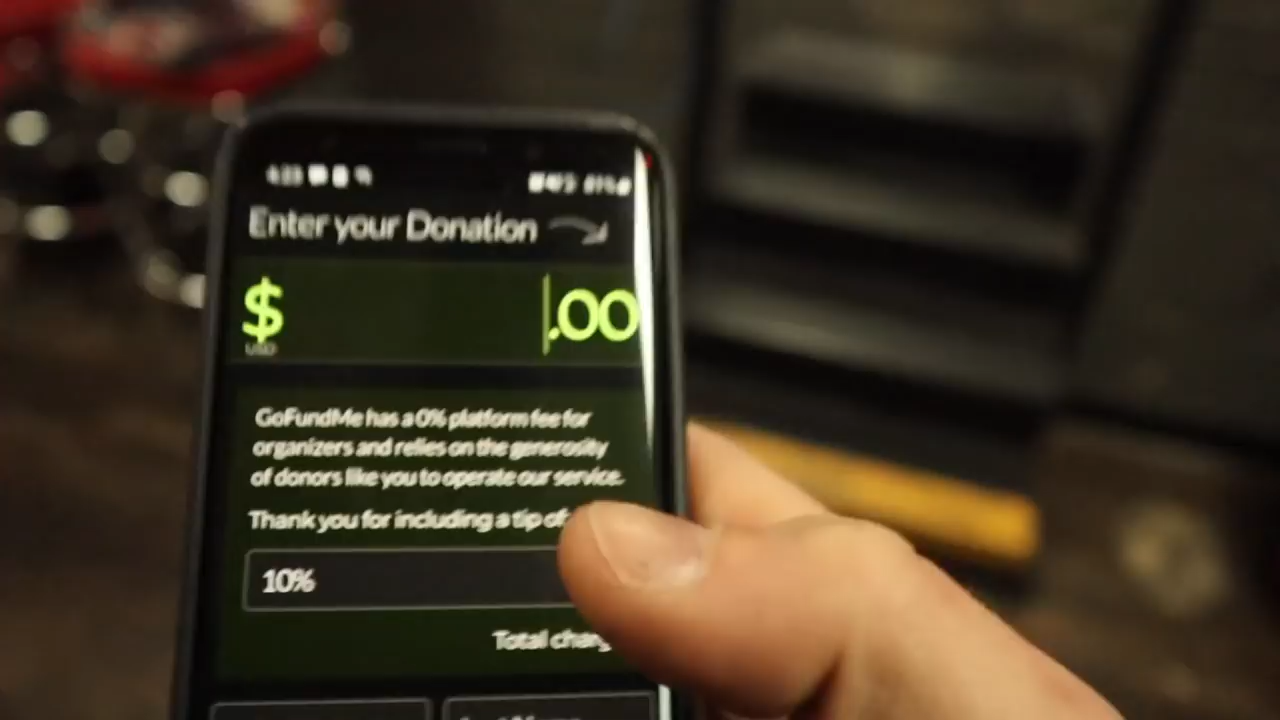 Enter your Donation
$ .00
USD
GoFundMe has a 0% platform fee for
organizers and relies on the generosity
of donors like you to operate our service.
Thank you for including a tip of
10%
Total